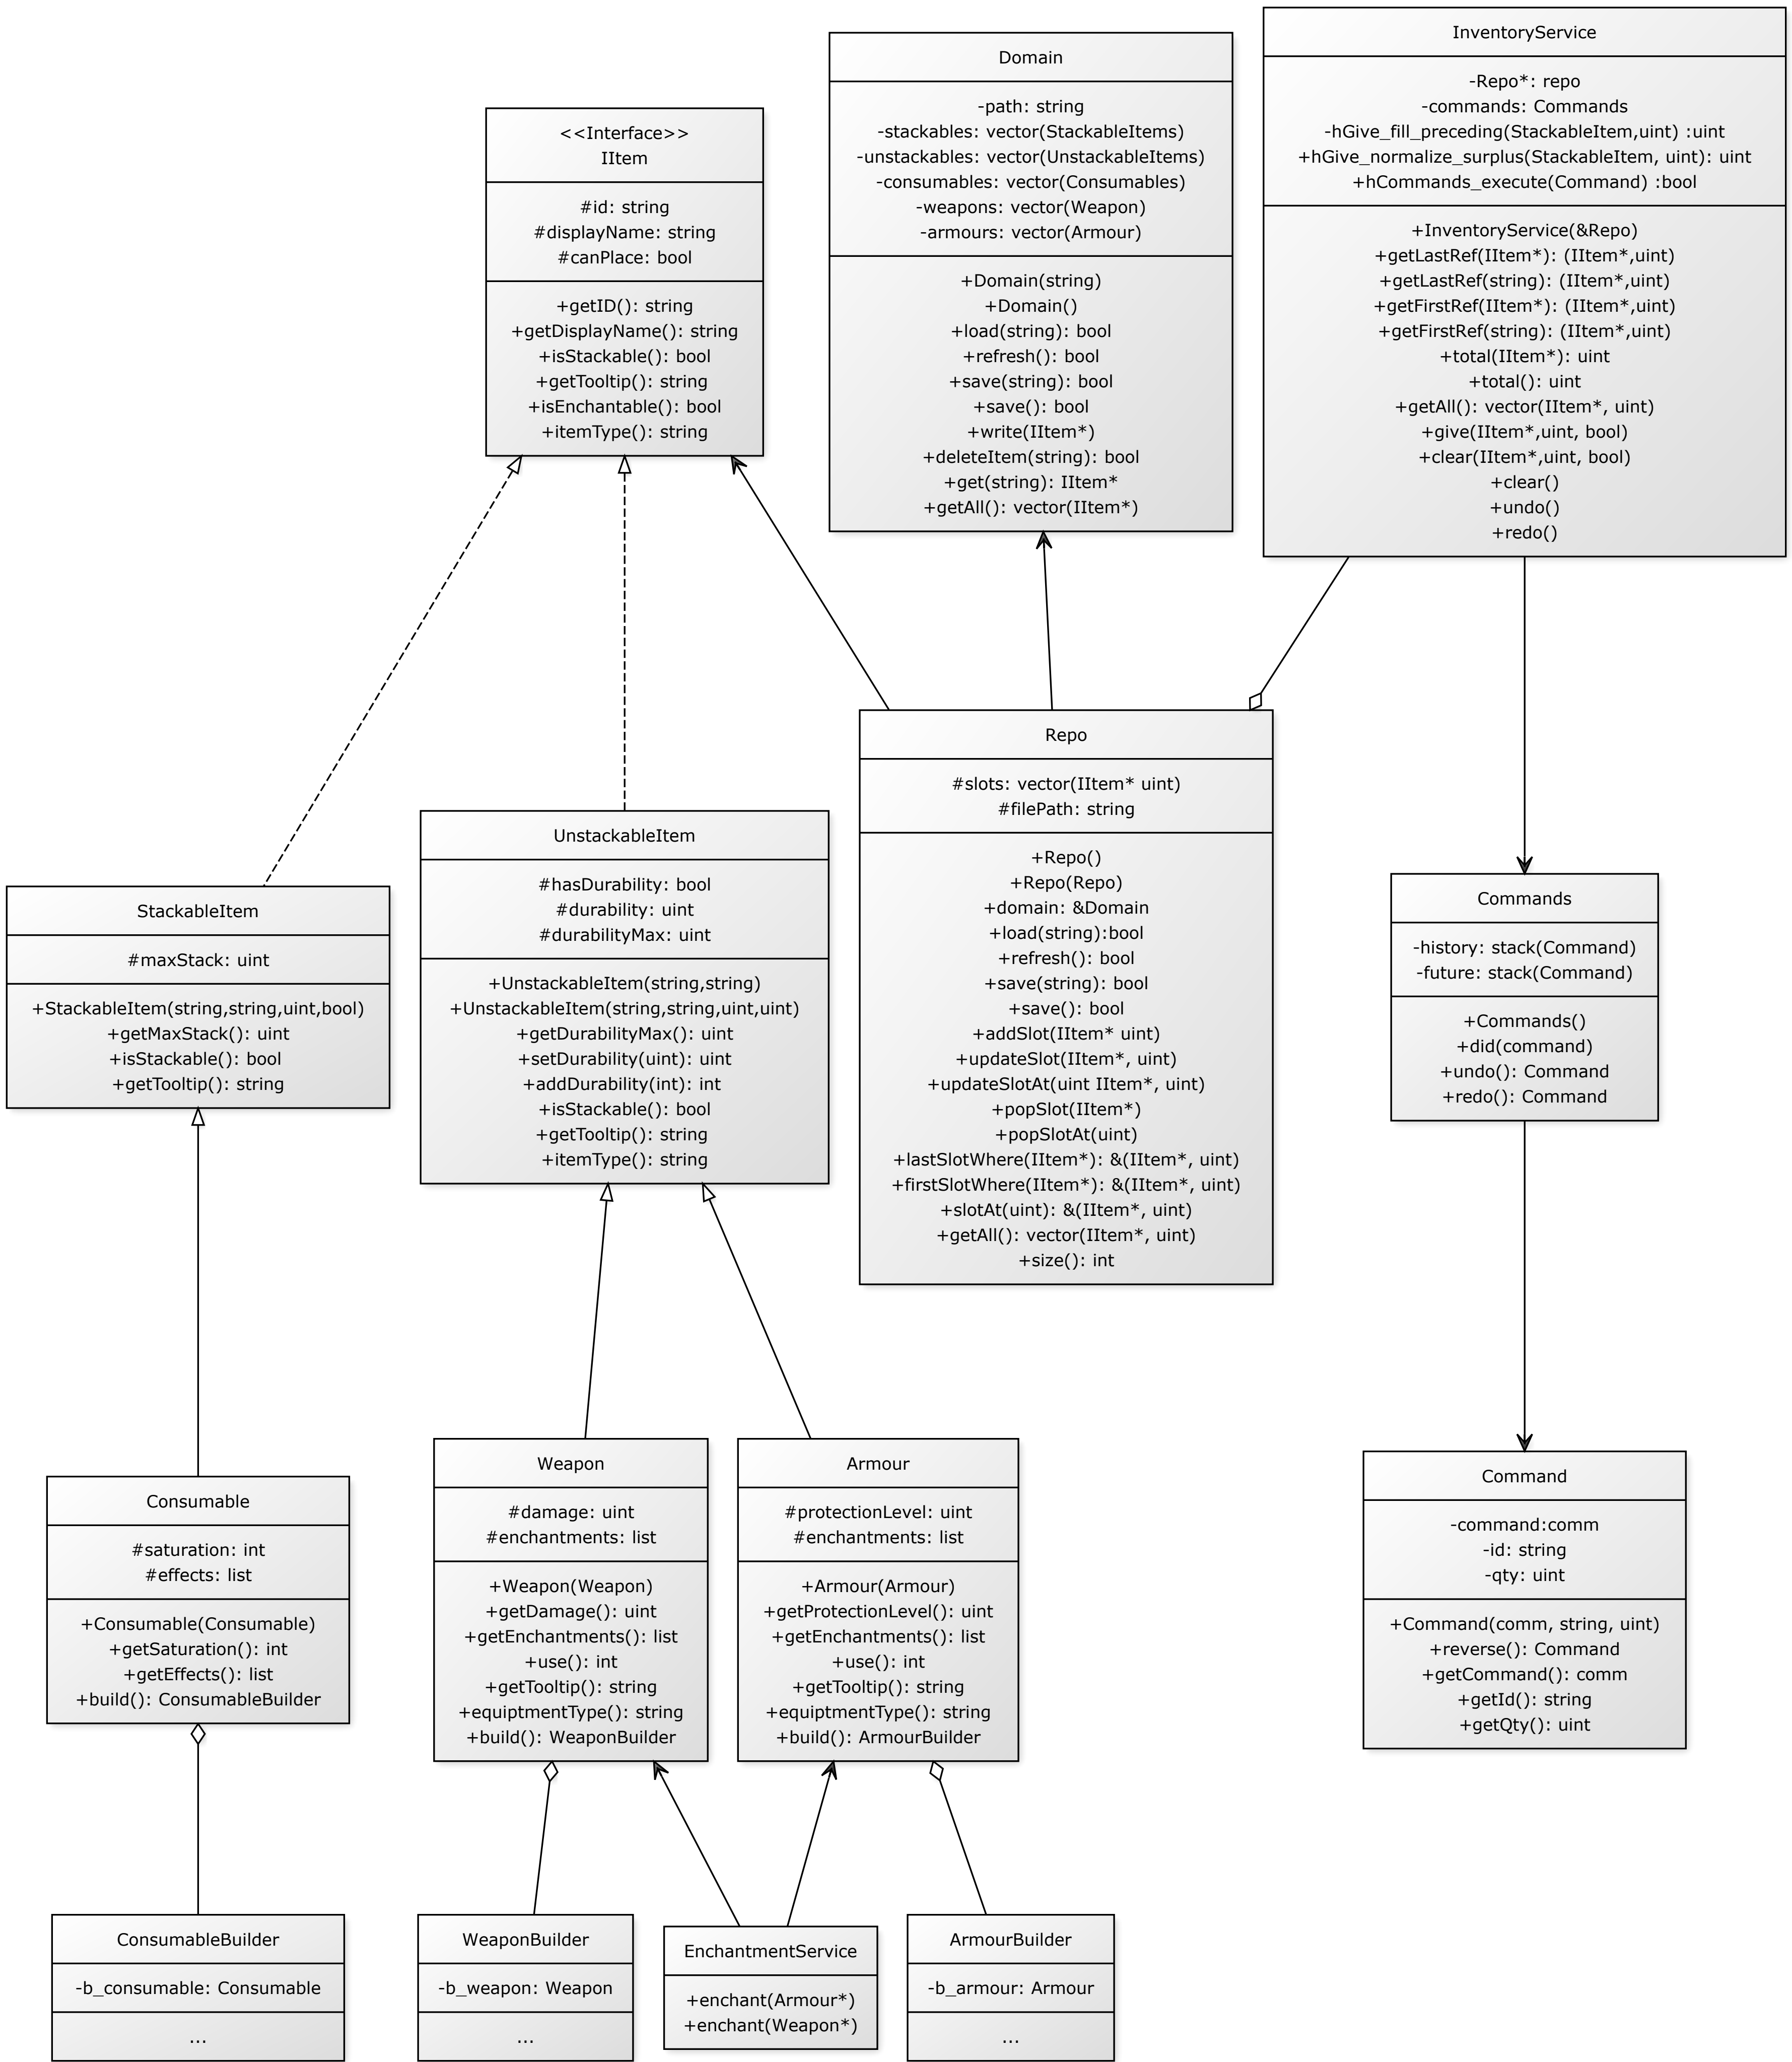 InventoryService
-Repo*: repo
-commands: Commands
-hGive_fill_preceding(StackableItem,uint) :uint
+hGive_normalize_surplus(StackableItem, uint): uint
+hCommands_execute(Command) :bool
+InventoryService(&Repo)
+getLastRef(IItem*): (IItem*,uint)
+getLastRef(string): (IItem*,uint)
+getFirstRef(IItem*): (IItem*,uint)
+getFirstRef(string): (IItem*,uint)
+total(IItem*): uint
+total(): uint
+getAll(): vector(IItem*, uint)
+give(IItem*,uint, bool)
+clear(IItem*,uint, bool)
+clear()
+undo()
+redo()
Domain
-path: string
-stackables: vector(StackableItems)
-unstackables: vector(UnstackableItems)
-consumables: vector(Consumables)
-weapons: vector(Weapon)
-armours: vector(Armour)
+Domain(string)
+Domain()
+load(string): bool
+refresh(): bool
+save(string): bool
+save(): bool
+write(IItem*)
+deleteItem(string): bool
+get(string): IItem*
+getAll(): vector(IItem*)
<<Interface>>
IItem
#id: string
#displayName: string
#canPlace: bool
+getID(): string
+getDisplayName(): string
+isStackable(): bool
+getTooltip(): string
+isEnchantable(): bool
+itemType(): string
Repo
#slots: vector(IItem* uint)
#filePath: string
+Repo()
+Repo(Repo)
+domain: &Domain
+load(string):bool
+refresh(): bool
+save(string): bool
+save(): bool
+addSlot(IItem* uint)
+updateSlot(IItem*, uint)
+updateSlotAt(uint IItem*, uint)
+popSlot(IItem*)
+popSlotAt(uint)
+lastSlotWhere(IItem*): &(IItem*, uint)
+firstSlotWhere(IItem*): &(IItem*, uint)
+slotAt(uint): &(IItem*, uint)
+getAll(): vector(IItem*, uint)
+size(): int
UnstackableItem
#hasDurability: bool
#durability: uint
#durabilityMax: uint
+UnstackableItem(string,string)
+UnstackableItem(string,string,uint,uint)
+getDurabilityMax(): uint
+setDurability(uint): uint
+addDurability(int): int
+isStackable(): bool
+getTooltip(): string
+itemType(): string
StackableItem
#maxStack: uint
+StackableItem(string,string,uint,bool)
+getMaxStack(): uint
+isStackable(): bool
+getTooltip(): string
Commands
-history: stack(Command)
-future: stack(Command)
+Commands()
+did(command)
+undo(): Command
+redo(): Command
Consumable
#saturation: int
#effects: list
+Consumable(Consumable)
+getSaturation(): int
+getEffects(): list
+build(): ConsumableBuilder
Weapon
#damage: uint
#enchantments: list
+Weapon(Weapon)
+getDamage(): uint
+getEnchantments(): list
+use(): int
+getTooltip(): string
+equiptmentType(): string
+build(): WeaponBuilder
Armour
#protectionLevel: uint
#enchantments: list
+Armour(Armour)
+getProtectionLevel(): uint
+getEnchantments(): list
+use(): int
+getTooltip(): string
+equiptmentType(): string
+build(): ArmourBuilder
Command
-command:comm
-id: string
-qty: uint
+Command(comm, string, uint)
+reverse(): Command
+getCommand(): comm
+getId(): string
+getQty(): uint
ConsumableBuilder
-b_consumable: Consumable
...
WeaponBuilder
-b_weapon: Weapon
...
EnchantmentService
+enchant(Armour*)
+enchant(Weapon*)
ArmourBuilder
-b_armour: Armour
...